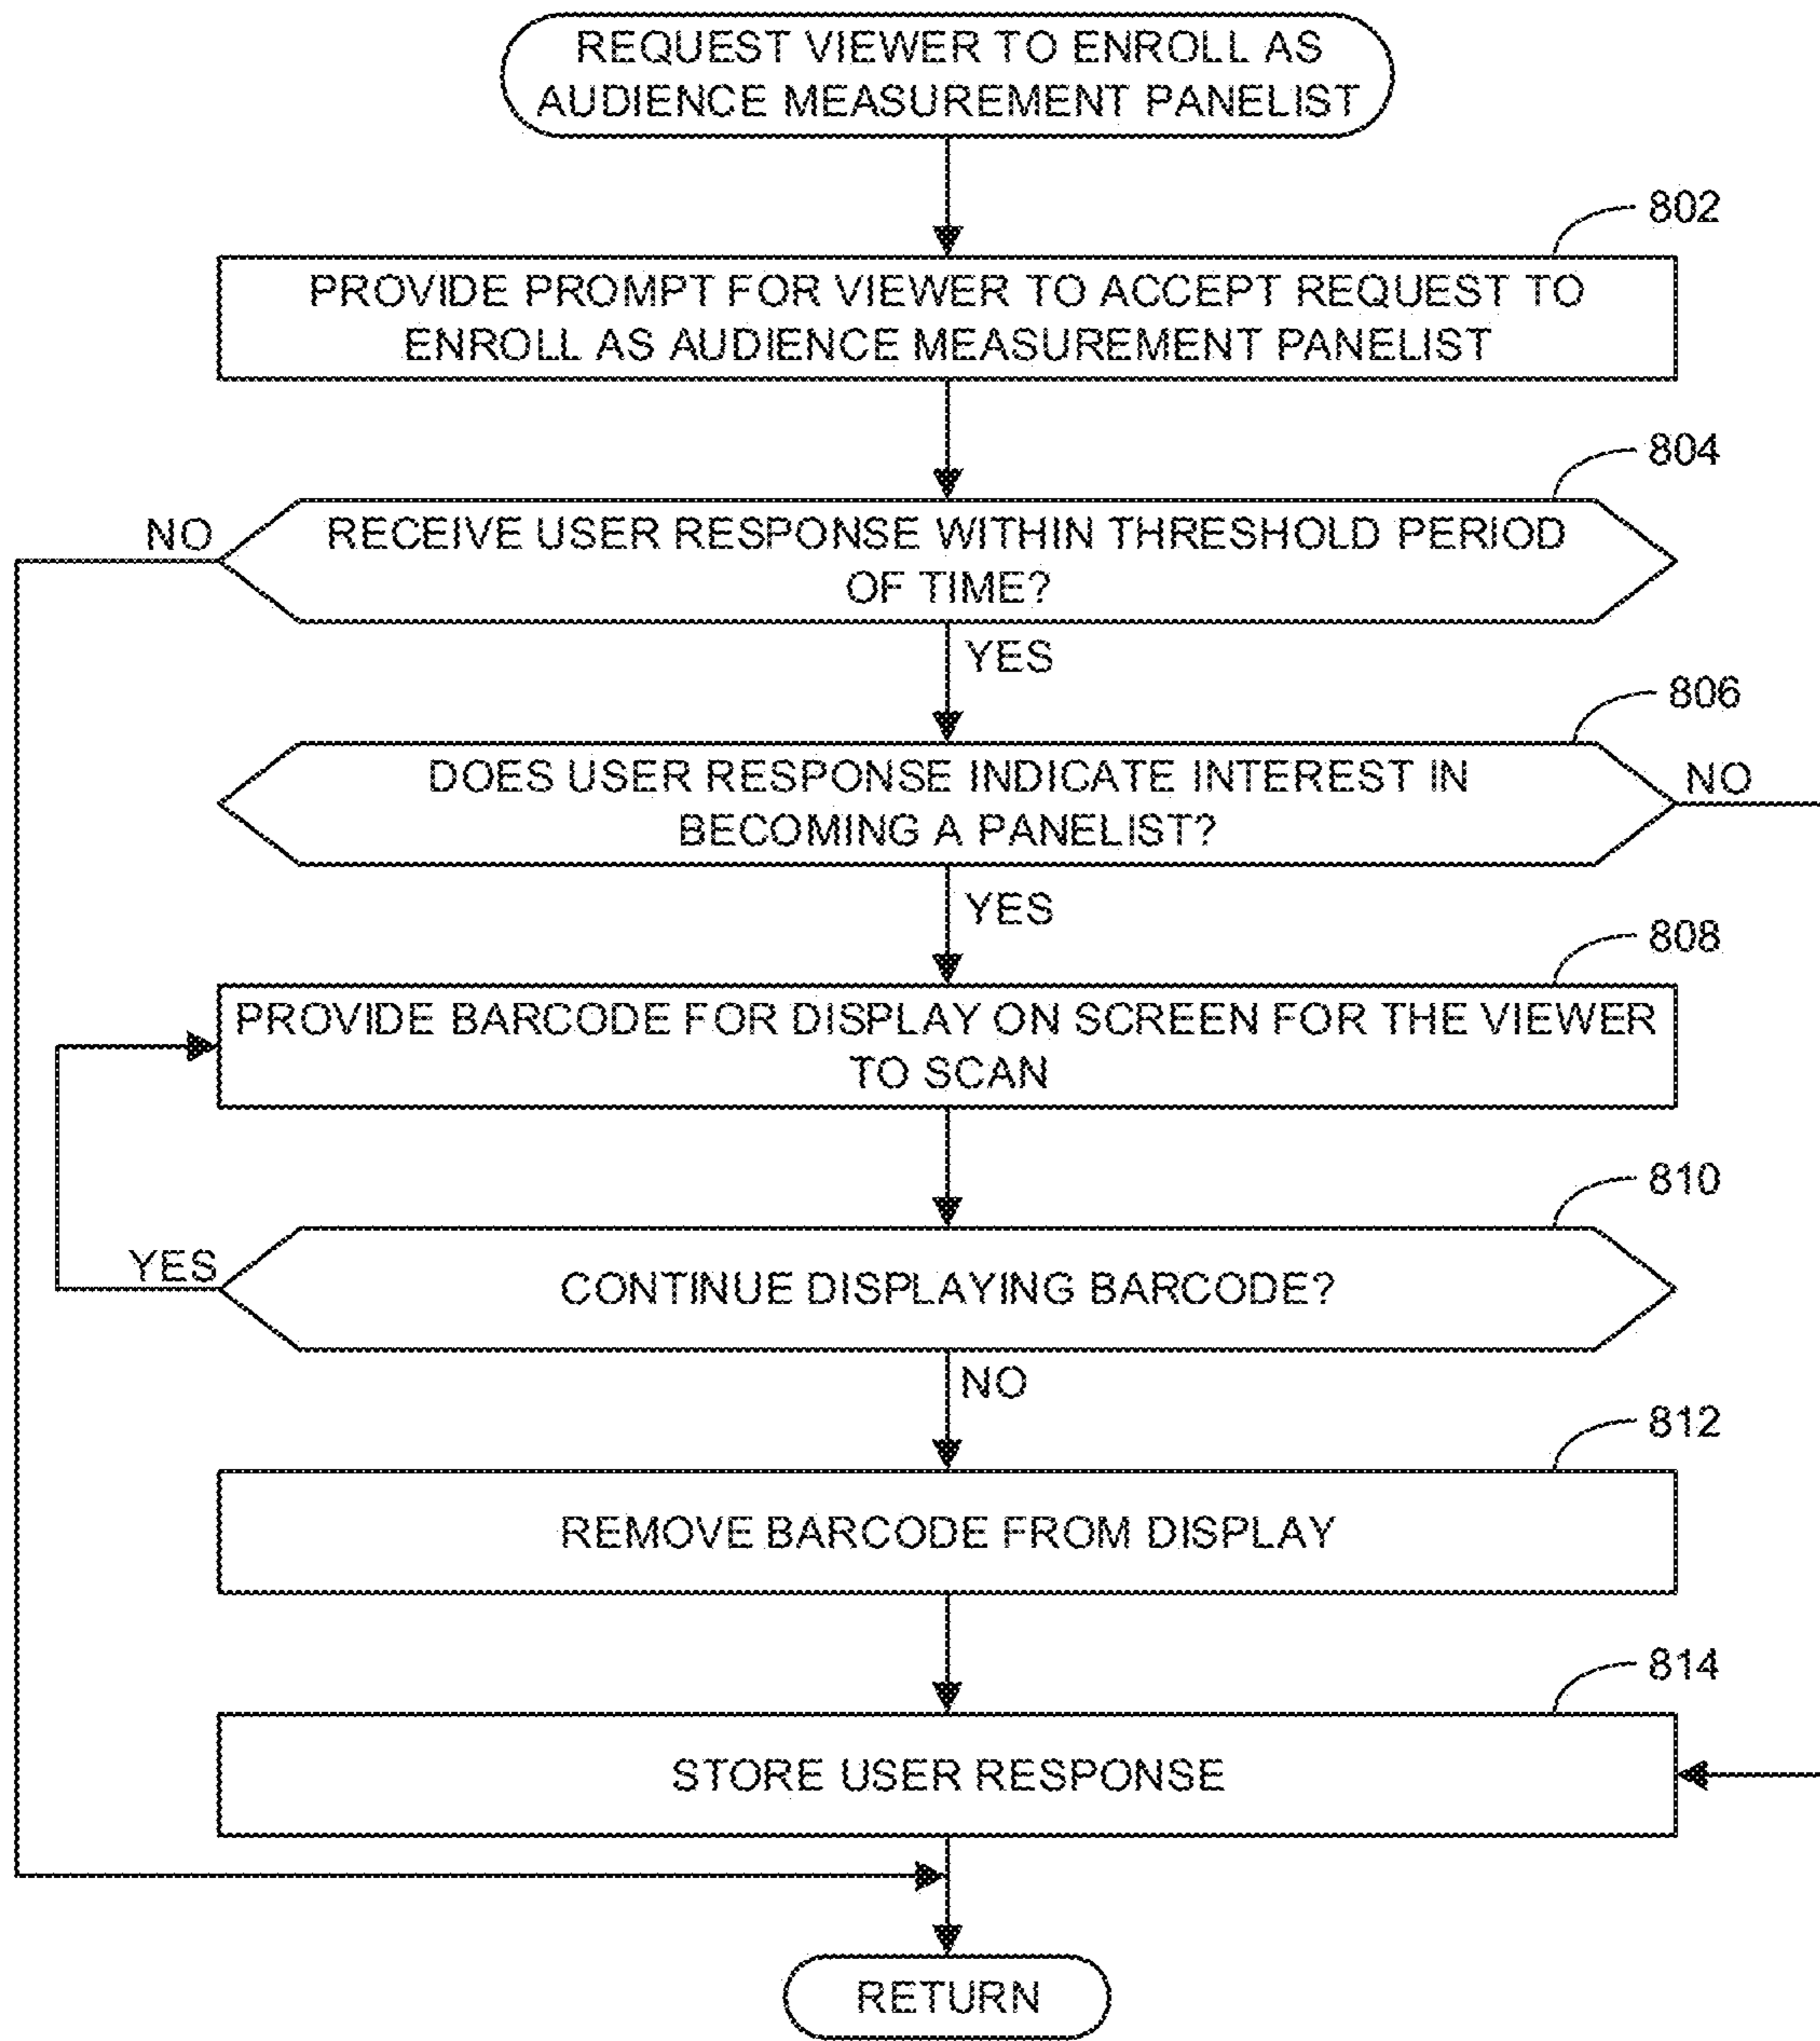 REQUEST VIEWER TO ENROLL AS
AUDIENCE MEASUREMENT PANELIST
802
PROVIDE PROMPT FOR VIEWER TO ACCEPT REQUEST TO
ENROLL AS AUDIENCE MEASUREMENT PANELIST
804
NO
RECEIVE USER RESPONSE WITHIN THRESHOLD PERIOD
OF TIME?
YES
806
DOES USER RESPONSE INDICATE INTEREST IN
BECOMING A PANELIST?
NO
YES
808
PROVIDE BARCODE FOR DISPLAY ON SCREEN FOR THE VIEWER
TO SCAN
810
YES
CONTINUE DISPLAYING BARCODE?
NO
812
REMOVE BARCODE FROM DISPLAY
814
STORE USER RESPONSE
RETURN